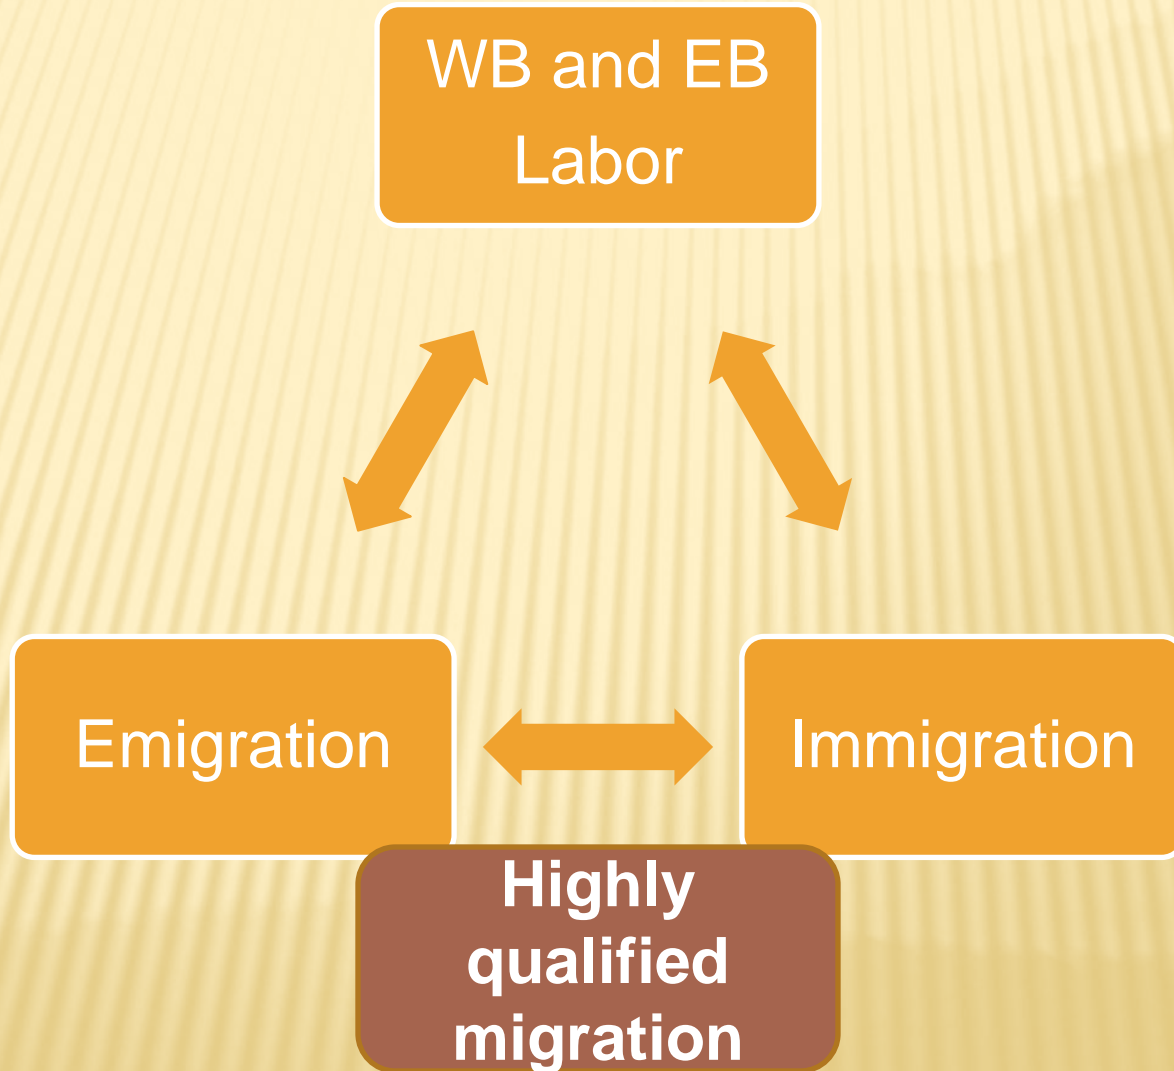 WB and EB
Labor
Emigration
Immigration
Highly
qualified
migration